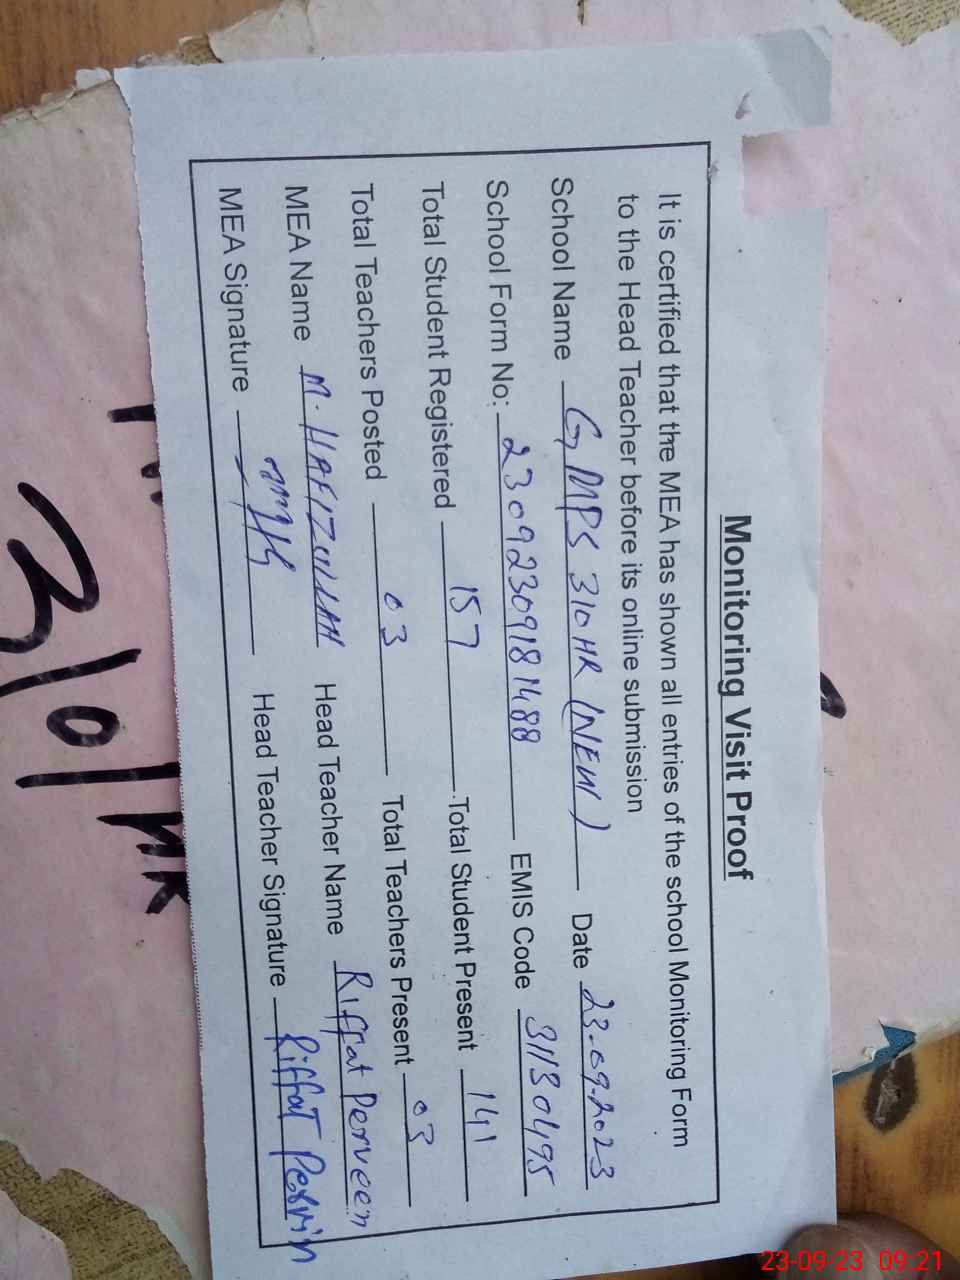 Monitoring Visit Proof
It is certified that the MEA has shown all entries of the school Monitoring Form
to the Head Teacher before its online submission
School Name GMPS 310 HR (NEW) Date 23-09-2023
School Form No: 23092309181488 EMIS Code 31130495
Total Student Registered 157 Total Student Present 141
Total Teachers Posted 03 Total Teachers Present 03
MEA Name M. HAFIZULLAH Head Teacher Name Riffat Perveen
MEA Signature Head Teacher Signature Riffat Pervin
3/0/HR
23-09-23 09:21